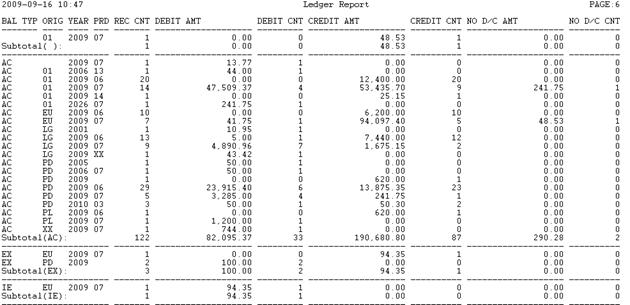 2009-09-16 10:47 Ledger Report PAGE:6
BAL TYP ORIG YEAR PRD REC CNT DEBIT AMT DEBIT CNT CREDIT AMT CREDIT CNT NO D/C AMT NO D/C CNT
01 2009 07 1 0.00 0 48.53 1 0.00 0
Subtotal( ): 1 0.00 0 48.53 1 0.00 0
AC 2009 07 1 13.77 1 0.00 0 0.00 0
AC 01 2006 13 1 44.00 1 0.00 0 0.00 0
AC 01 2009 06 20 0.00 0 12,400.00 20 0.00 0
AC 01 2009 07 14 47,509.37 4 53,435.70 9 241.75 1
AC 01 2009 14 1 0.00 0 25.15 1 0.00 0
AC 01 2026 07 1 241.75 1 0.00 0 0.00 0
AC EU 2009 06 10 0.00 0 6,200.00 10 0.00 0
AC EU 2009 07 7 41.75 1 94,097.40 5 48.53 1
AC LG 2001 1 10.95 1 0.00 0 0.00 0
AC LG 2009 06 13 5.00 1 7,440.00 12 0.00 0
AC LG 2009 07 9 4,890.96 7 1,675.15 2 0.00 0
AC LG 2009 XX 1 43.42 1 0.00 0 0.00 0
AC PD 2005 1 50.00 1 0.00 0 0.00 0
AC PD 2006 07 1 50.00 1 0.00 0 0.00 0
AC PD 2009 1 0.00 0 620.00 1 0.00 0
AC PD 2009 06 29 23,915.40 6 13,875.35 23 0.00 0
AC PD 2009 07 5 3,285.00 4 241.75 1 0.00 0
AC PD 2010 03 3 50.00 1 50.30 2 0.00 0
AC PL 2009 06 1 0.00 0 620.00 1 0.00 0
AC PL 2009 07 1 1,200.00 1 0.00 0 0.00 0
AC XX 2009 07 1 744.00 1 0.00 0 0.00 0
Subtotal(AC): 122 82,095.37 33 190,680.80 87 290.28 2
EX EU 2009 07 1 0.00 0 94.35 1 0.00 0
EX PD 2009 2 100.00 2 0.00 0 0.00 0
Subtotal(EX): 3 100.00 2 94.35 1 0.00 0
IE EU 2009 07 1 94.35 1 0.00 0 0.00 0
Subtotal(IE): 1 94.35 1 0.00 0 0.00 0